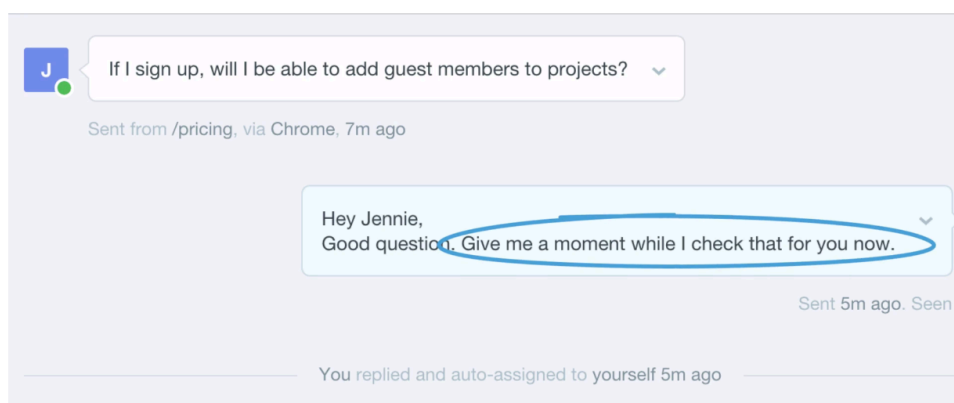 J
If I sign up, will I be able to add guest members to projects?
Sent from /pricing, via Chrome, 7m ago
Hey Jennie,
Good question. Give me a moment while I check that for you now.
Sent 5m ago. Seen
You replied and auto-assigned to yourself 5m ago